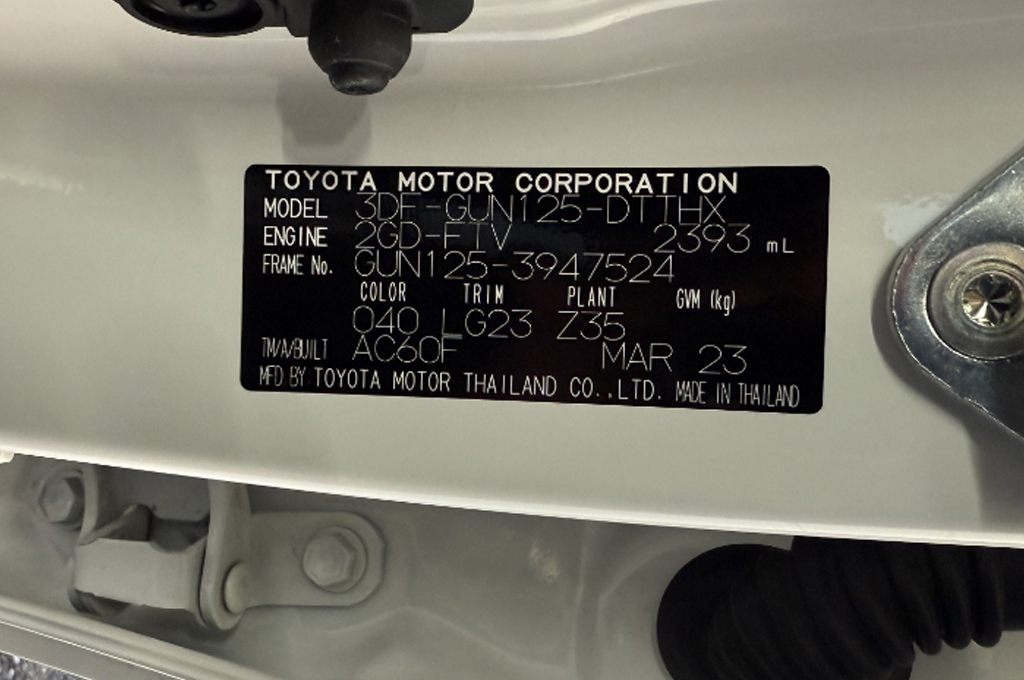 TOYOTA MOTOR CORPORATION
MODEL 3DF-GUN125-DTTHX
ENGINE 2GD-FTV 2393 mL
FRAME No. GUN125-3947524
COLOR TRIM PLANT GVM (kg)
040 LG23 Z35
TM/A/BUILT AC60F MAR 23
MFD BY TOYOTA MOTOR THAILAND CO.,LTD. MADE IN THAILAND